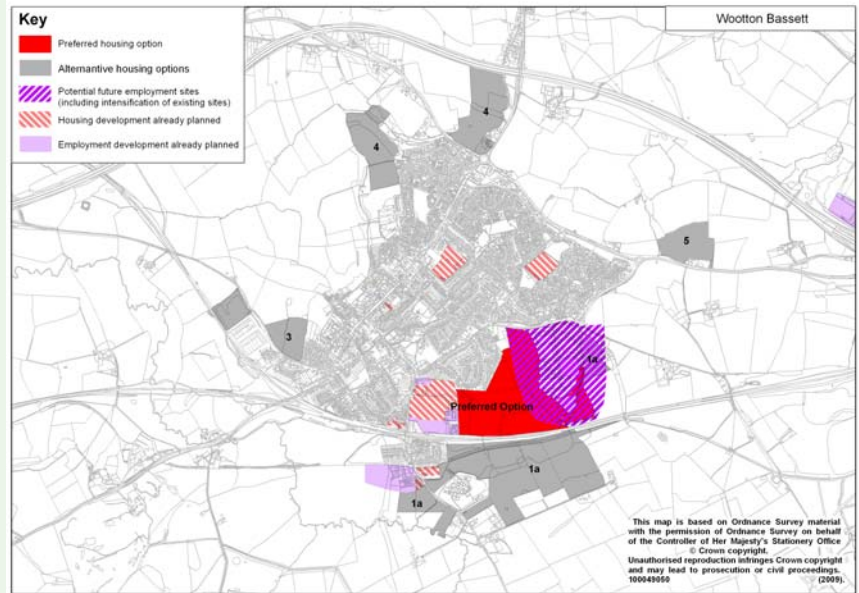 Key
Preferred housing option
Alternantive housing options
Potential future employment sites
(including intensification of existing sites)
Housing development already planned
Employment development already planned
Wootton Bassett
4
4
5
3
1a
Preferred Option
1a
1a
This map is based on Ordnance Survey material
with the permission of Ordnance Survey on behalf
of the Controller of Her Majesty's Stationery Office
© Crown copyright.
Unauthorised reproduction infringes Crown copyright
and may lead to prosecution or civil proceedings.
100049050 (2009).